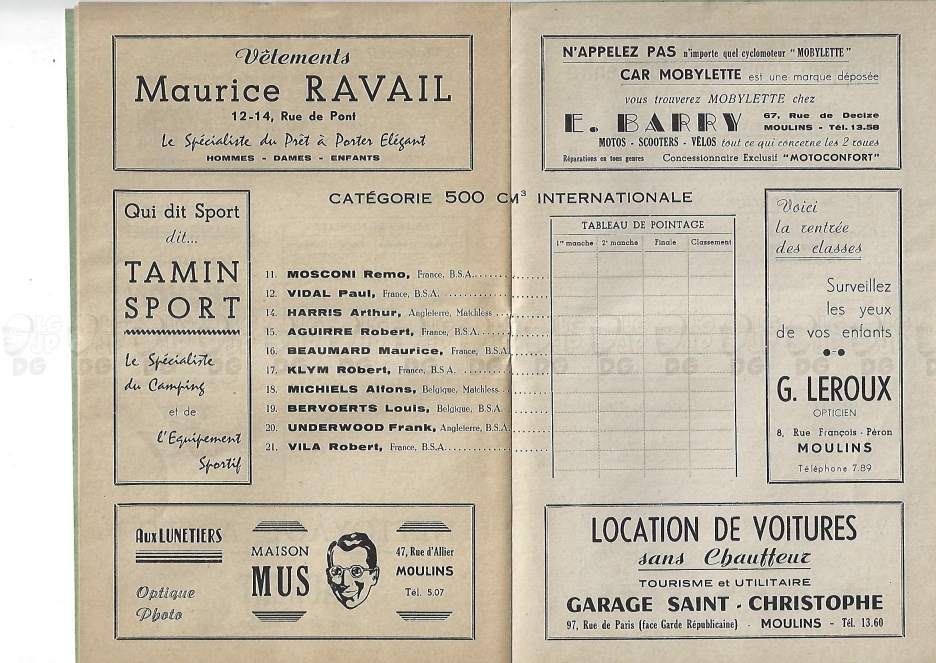 Vêtements
Maurice RAVAIL
12-14, Rue de Pont
Le Spécialiste du Prêt à Porter Elégant
HOMMES - DAMES - ENFANTS
N'APPELEZ PAS n'importe quel cyclomoteur "MOBYLETTE"
CAR MOBYLETTE est une marque déposée
vous trouverez MOBYLETTE chez
E. BARRY
67, Rue de Decize
MOULINS - Tél. 13.58
MOTOS - SCOOTERS - VÉLOS tout ce qui concerne les 2 roues
Réparations en tous genres Concessionnaire Exclusif "MOTOCONFORT"
CATÉGORIE 500 CM³ INTERNATIONALE
Qui dit Sport
dit...
TAMIN
SPORT
Le Spécialiste
du Camping
et de
l'Equipement
Sportif
11. MOSCONI Remo, France, B.S.A.
12. VIDAL Paul, France, B.S.A.
14. HARRIS Arthur, Angleterre, Matchless
15. AGUIRRE Robert, France, B.S.A.
16. BEAUMARD Maurice, France, B.S.A.
17. KLYM Robert, France, B.S.A.
18. MICHIELS Alfons, Belgique, Matchless
19. BERVOERTS Louis, Belgique, B.S.A.
20. UNDERWOOD Frank, Angleterre, B.S.A.
21. VILA Robert, France, B.S.A.
TABLEAU DE POINTAGE
1re manche 2e manche Finale Classement
Voici
la rentrée
des classes
Surveillez
les yeux
de vos enfants
G. LEROUX
OPTICIEN
8, Rue François-Péron
MOULINS
Téléphone 7.89
Aux LUNETIERS
Optique
Photo
MAISON
MUS
47, Rue d'Allier
MOULINS
Tél. 5.07
LOCATION DE VOITURES
sans Chauffeur
TOURISME et UTILITAIRE
GARAGE SAINT-CHRISTOPHE
97, Rue de Paris (face Garde Républicaine) - MOULINS - Tél. 13.60